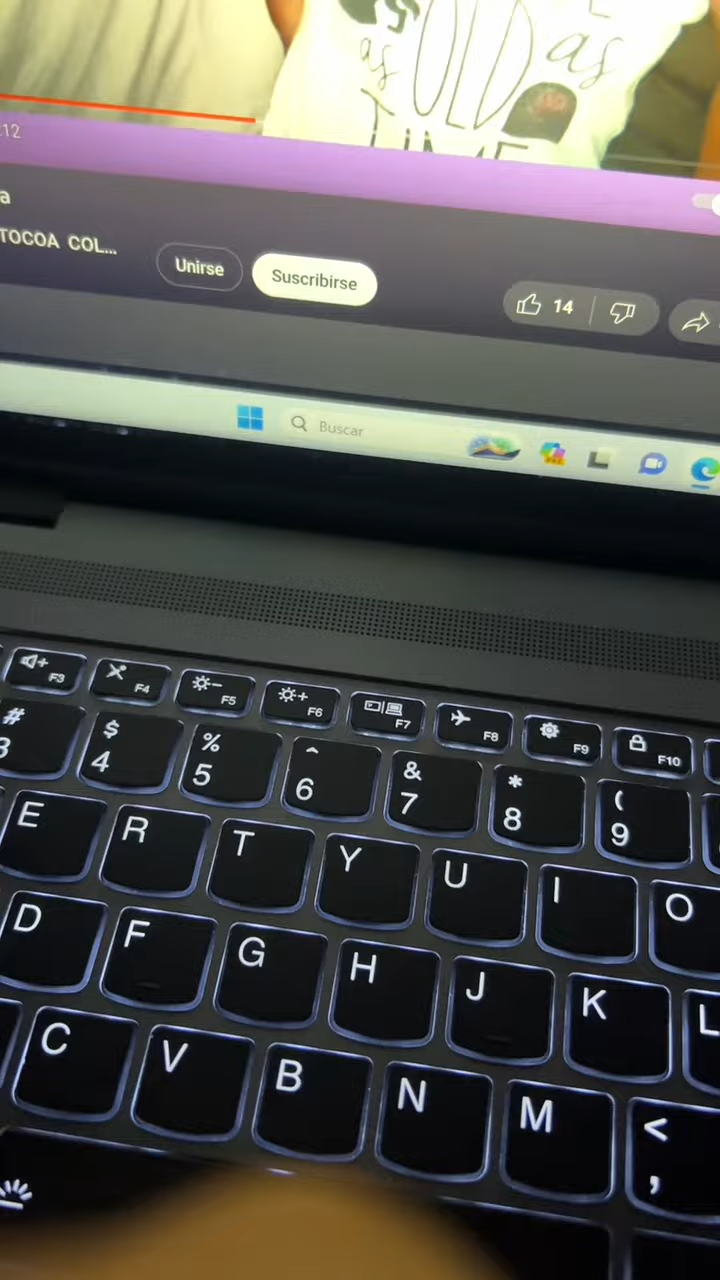 as OLD as
TIME
:12
a
TOCOA COL...
Unirse
Suscribirse
14
Buscar
F3 F4 F5 F6 F7 F8 F9 F10
# $ % ^ & * (
3 4 5 6 7 8 9
E R T Y U I O
D F G H J K L
C V B N M <
,